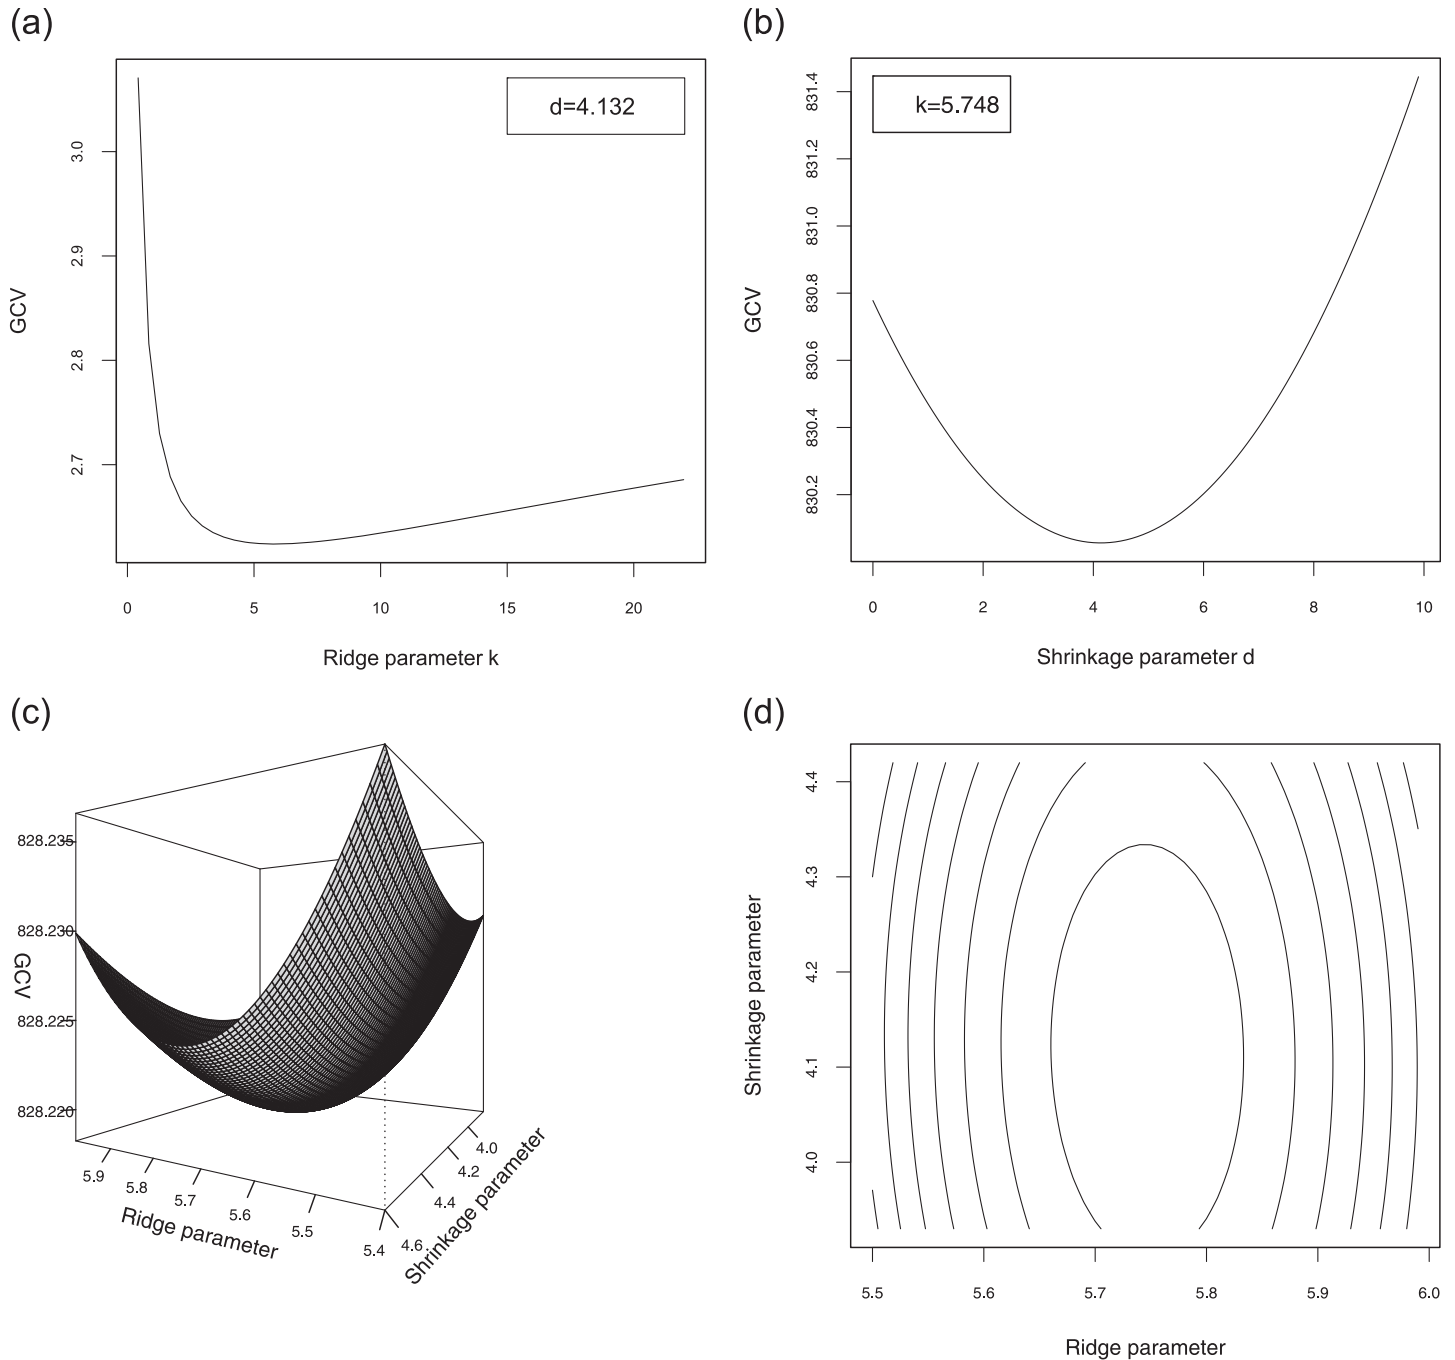 (a)
d=4.132
GCV
3.0
2.9
2.8
2.7
0 5 10 15 20
Ridge parameter k
(b)
k=5.748
GCV
831.4
831.2
831.0
830.8
830.6
830.4
830.2
0 2 4 6 8 10
Shrinkage parameter d
(c)
828.235
828.230
GCV
828.225
828.220
5.9 5.8 5.7 5.6 5.5 5.4
Ridge parameter
4.0
4.2
4.4
4.6
Shrinkage parameter
(d)
Shrinkage parameter
4.4
4.3
4.2
4.1
4.0
5.5 5.6 5.7 5.8 5.9 6.0
Ridge parameter